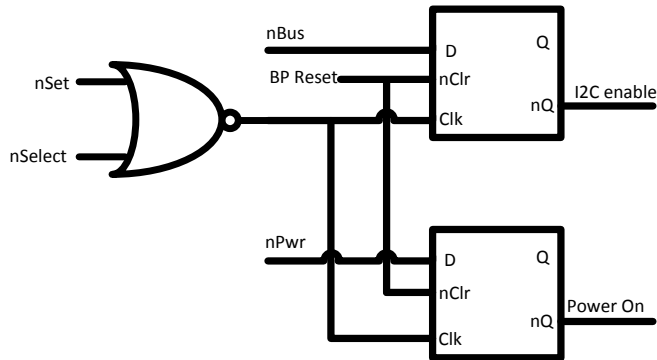 nBus
D
Q
BP Reset
nClr
I2C enable
nSet
nQ
Clk
nSelect
nPwr
D
Q
nClr
Power On
nQ
Clk